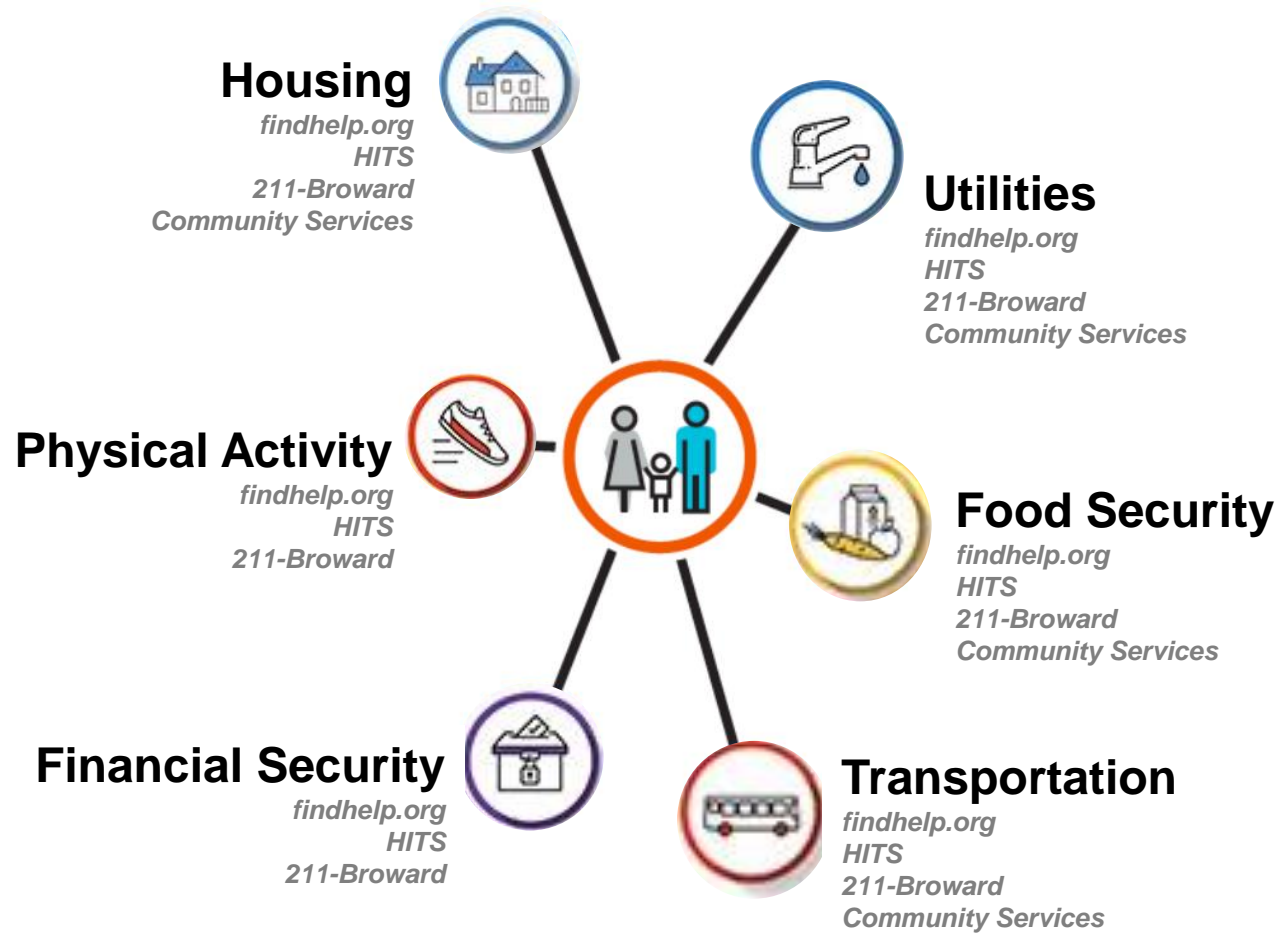 Housing
findhelp.org
HITS
211-Broward
Community Services
Utilities
findhelp.org
HITS
211-Broward
Community Services
Physical Activity
findhelp.org
HITS
211-Broward
Food Security
findhelp.org
HITS
211-Broward
Community Services
Financial Security
findhelp.org
HITS
211-Broward
Transportation
findhelp.org
HITS
211-Broward
Community Services